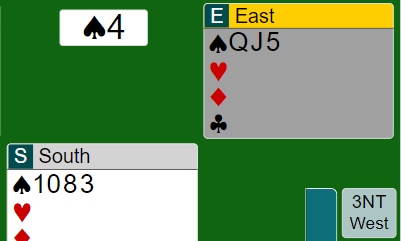 ♠4
E East
♠QJ5
♥
♦
♣
S South
♠1083
♥
♦
3NT
West